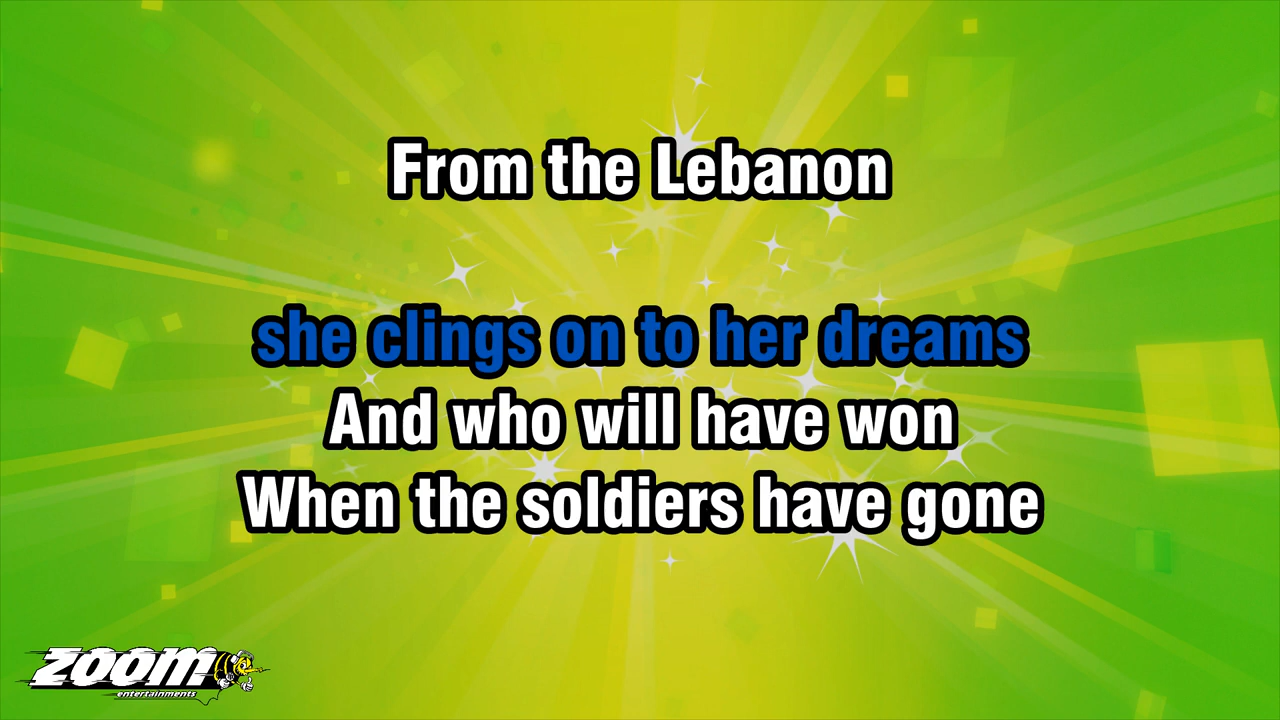 From the Lebanon
she clings on to her dreams
And who will have won
When the soldiers have gone
zoom
entertainments